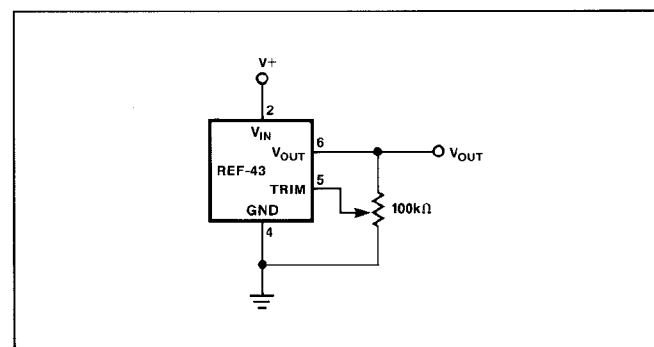 V+
2
VIN
VOUT
6
VOUT
REF-43
5
TRIM
100kΩ
GND
4